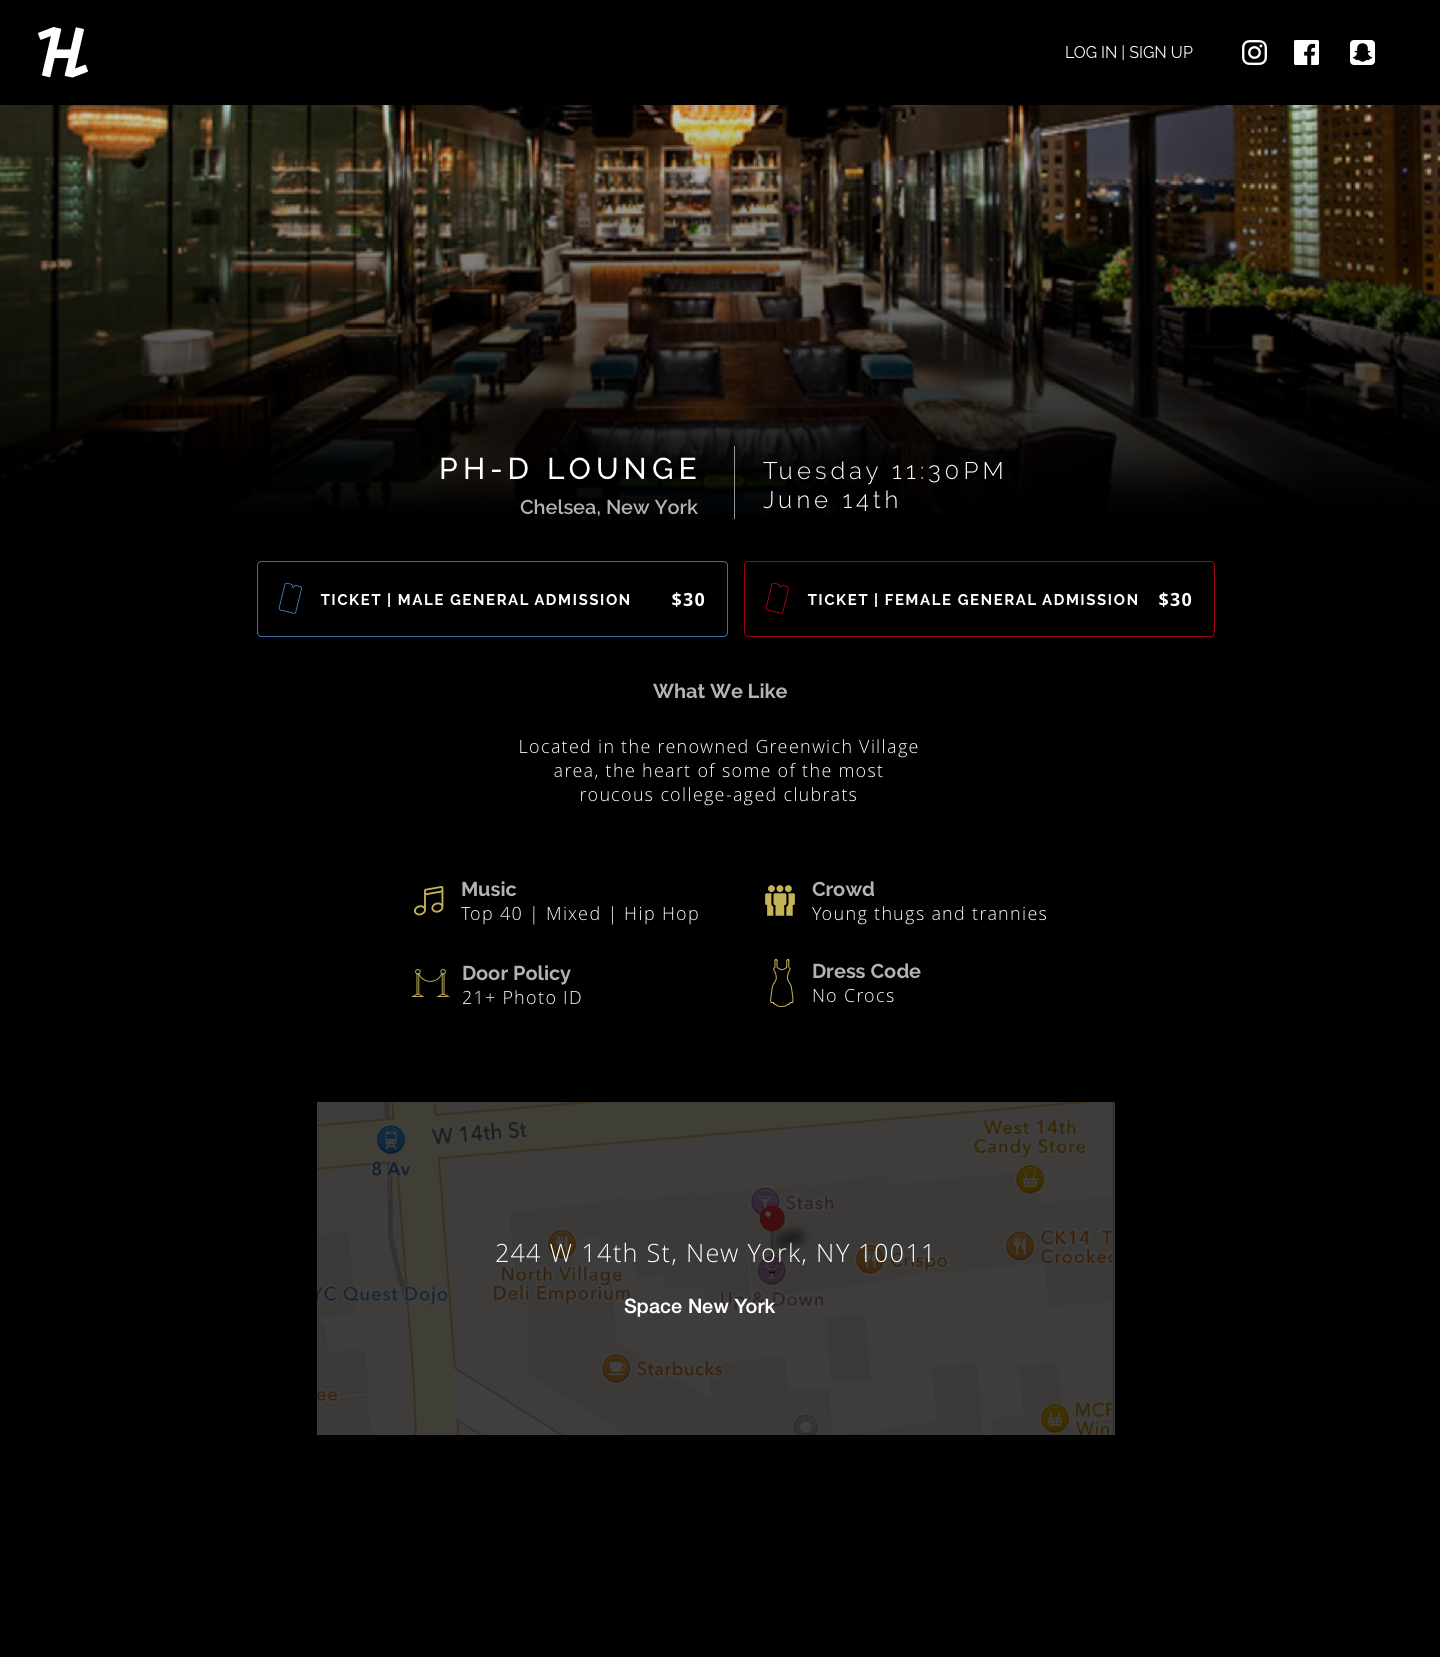 H
LOG IN | SIGN UP
PH-D LOUNGE
Chelsea, New York
Tuesday 11:30PM
June 14th
TICKET | MALE GENERAL ADMISSION $30
TICKET | FEMALE GENERAL ADMISSION $30
What We Like
Located in the renowned Greenwich Village
area, the heart of some of the most
roucous college-aged clubrats
Music
Top 40 | Mixed | Hip Hop
Crowd
Young thugs and trannies
Door Policy
21+ Photo ID
Dress Code
No Crocs
W 14th St
8 Av
West 14th
Candy Store
Stash
CK14 T
Crooked
244 W 14th St, New York, NY 10011
Crispo
North Village
Deli Emporium
YC Quest Dojo
Up & Down
Space New York
Starbucks
ee
MCF
Win